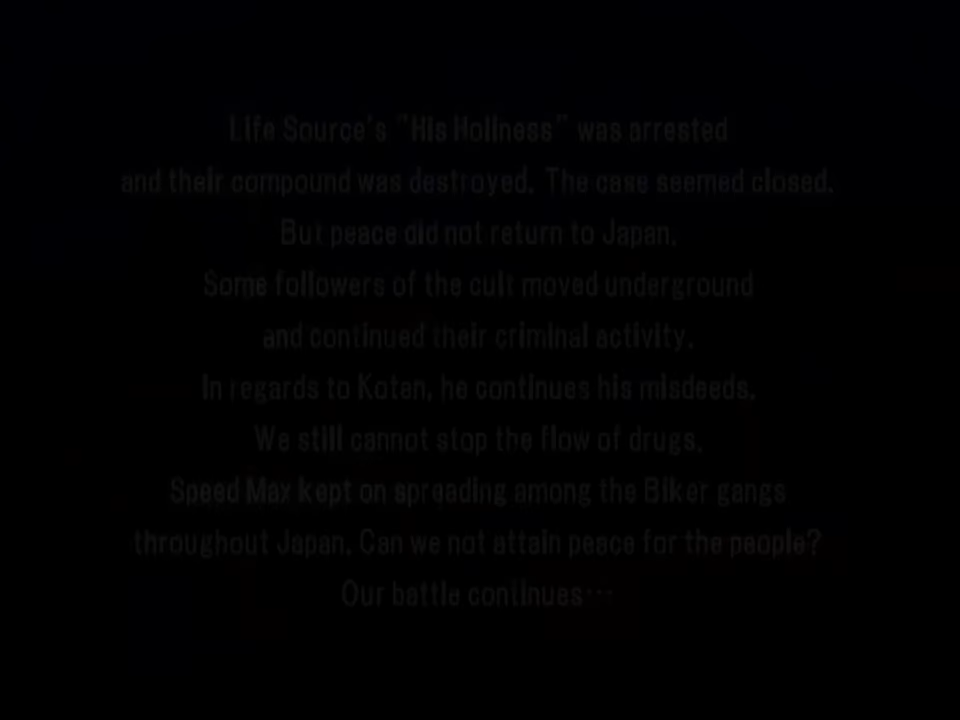 Life Source's "His Holiness" was arrested
and their compound was destroyed. The case seemed closed.
But peace did not return to Japan.
Some followers of the cult moved underground
and continued their criminal activity.
In regards to Koten, he continues his misdeeds.
We still cannot stop the flow of drugs.
Speed Max kept on spreading among the Biker gangs
throughout Japan. Can we not attain peace for the people?
Our battle continues…